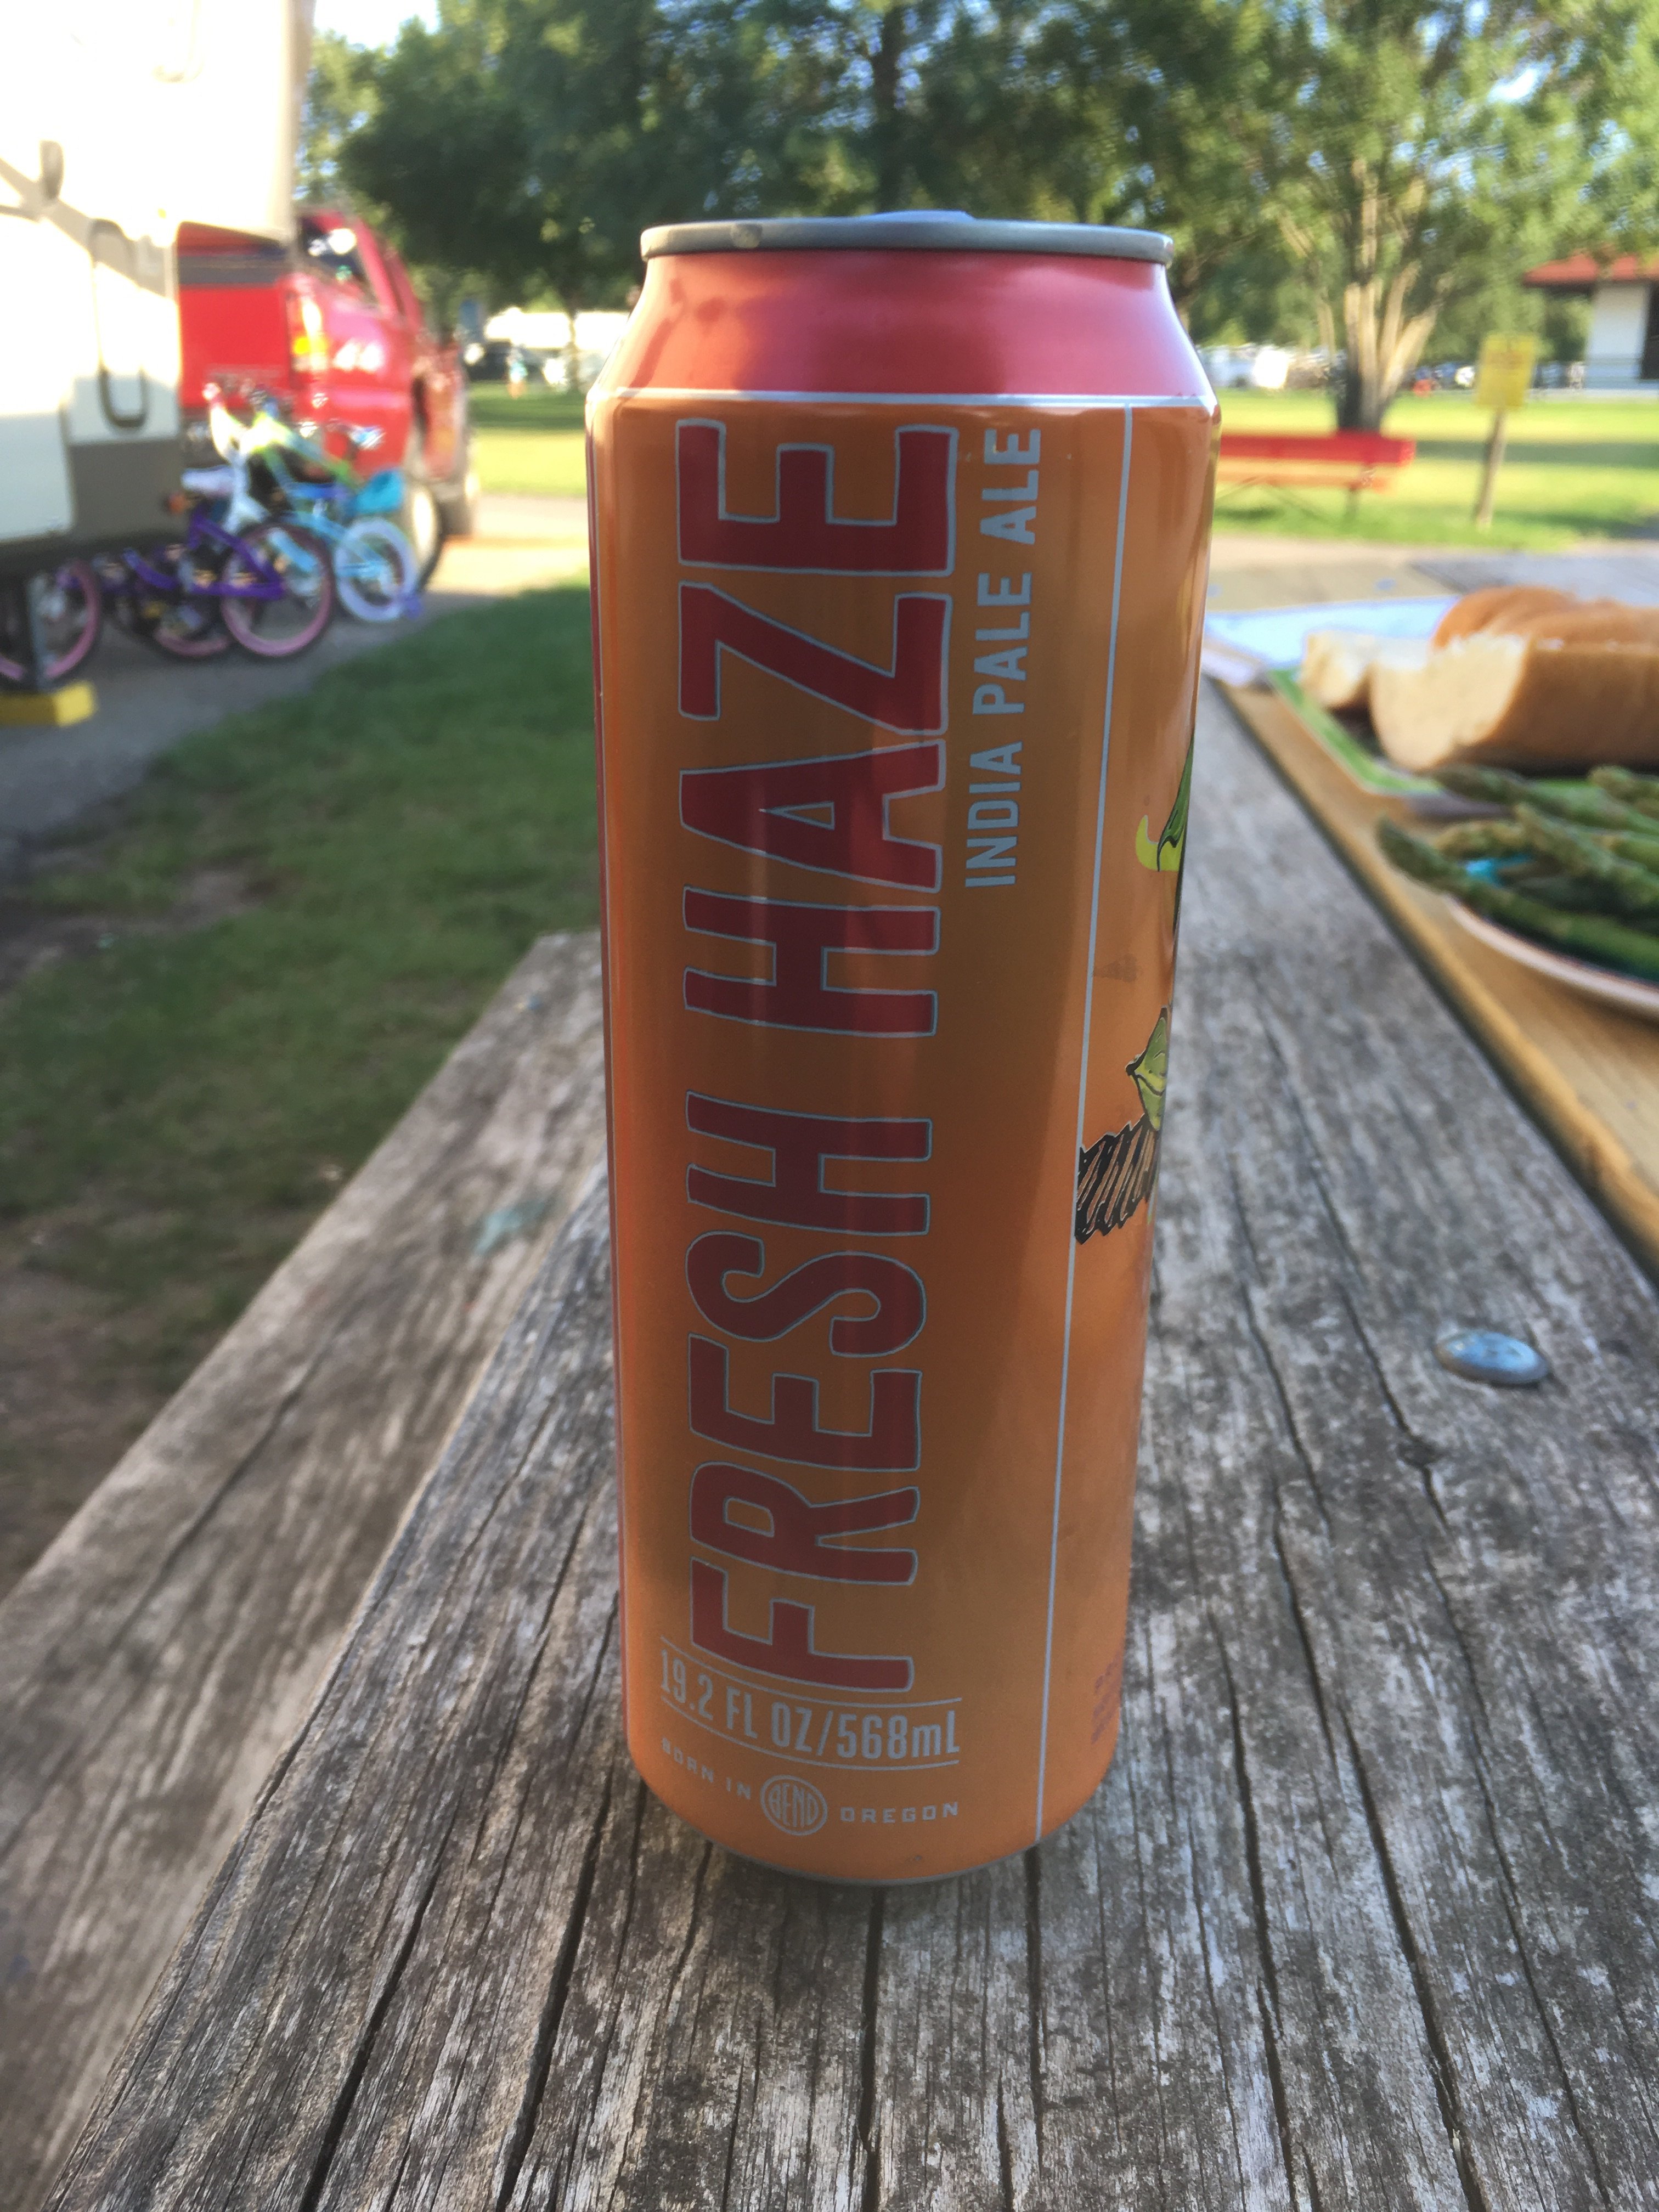 FRESH HAZE
INDIA PALE ALE
19.2 FL OZ/568mL
BORN IN BEND OREGON